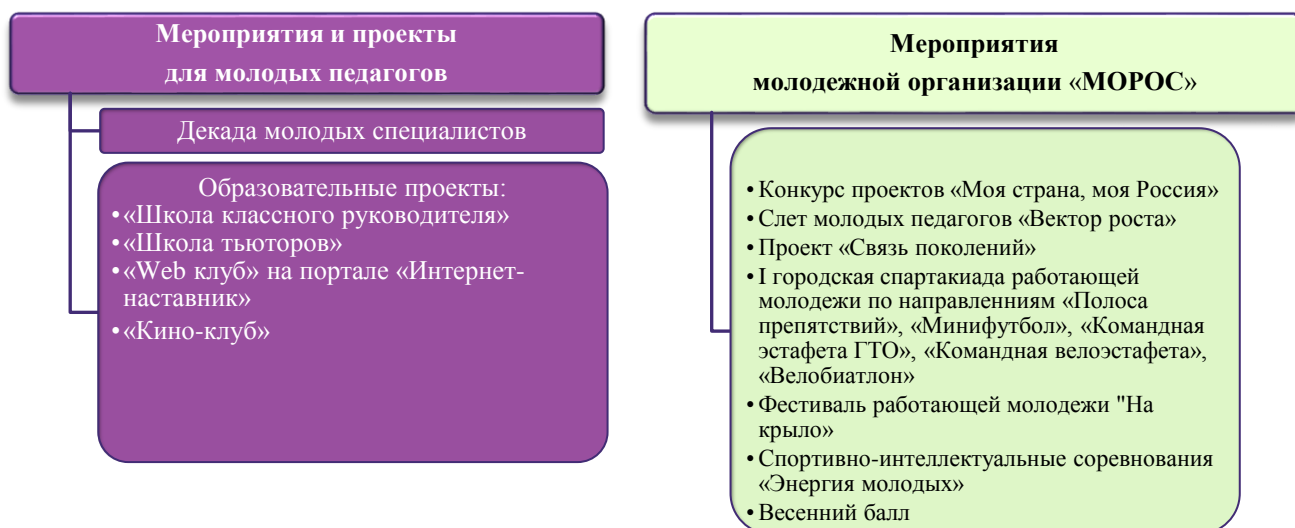 Мероприятия и проекты
для молодых педагогов
Декада молодых специалистов
Образовательные проекты:
•«Школа классного руководителя»
•«Школа тьюторов»
•«Web клуб» на портале «Интернет-
наставник»
•«Кино-клуб»
Мероприятия
молодежной организации «МОРОС»
• Конкурс проектов «Моя страна, моя Россия»
• Слет молодых педагогов «Вектор роста»
• Проект «Связь поколений»
• I городская спартакиада работающей
молодежи по направленниям «Полоса
препятствий», «Минифутбол», «Командная
эстафета ГТО», «Командная велоэстафета»,
«Велобиатлон»
• Фестиваль работающей молодежи "На
крыло»
• Спортивно-интеллектуальные соревнования
«Энергия молодых»
• Весенний балл